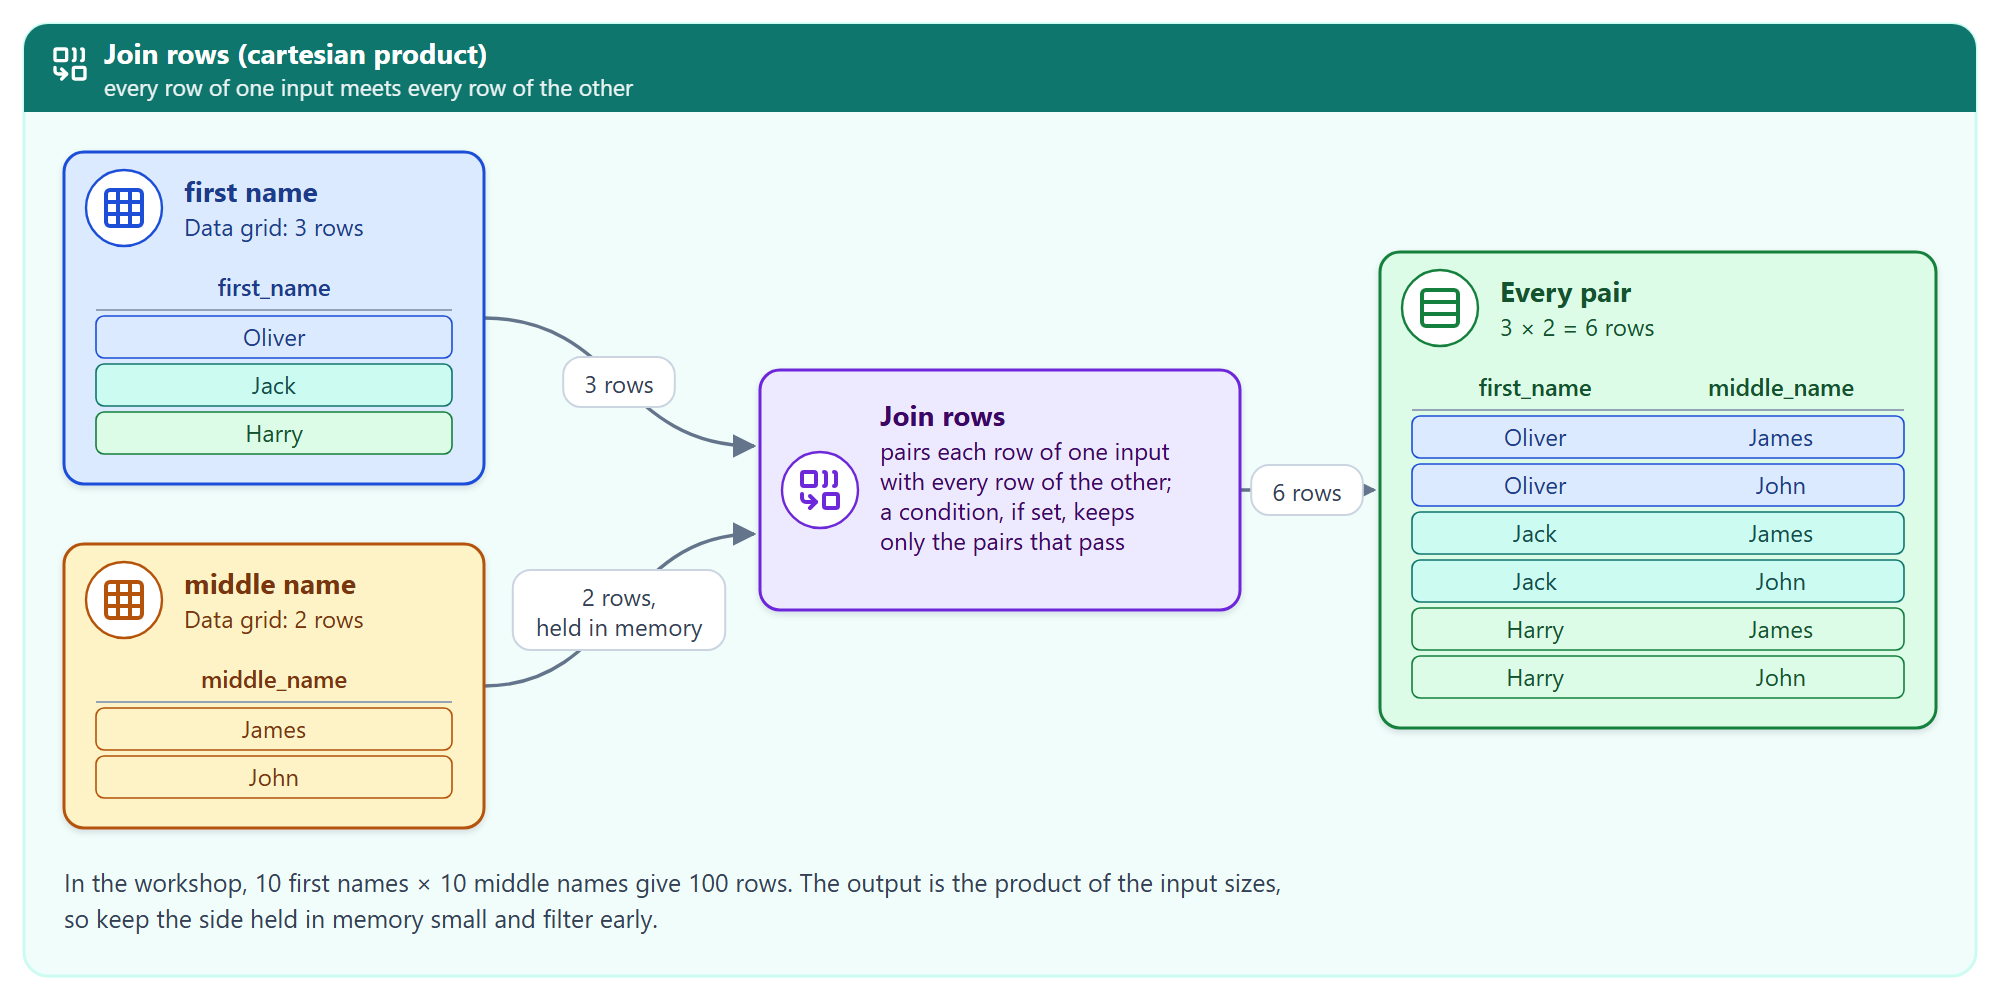 Join rows (cartesian product)
every row of one input meets every row of the other
first name
Data grid: 3 rows
first_name
Oliver
Jack
Harry
3 rows
middle name
Data grid: 2 rows
middle_name
James
John
2 rows,
held in memory
Join rows
pairs each row of one input
with every row of the other;
a condition, if set, keeps
only the pairs that pass
6 rows
Every pair
3 × 2 = 6 rows
first_name middle_name
Oliver James
Oliver John
Jack James
Jack John
Harry James
Harry John
In the workshop, 10 first names × 10 middle names give 100 rows. The output is the product of the input sizes,
so keep the side held in memory small and filter early.